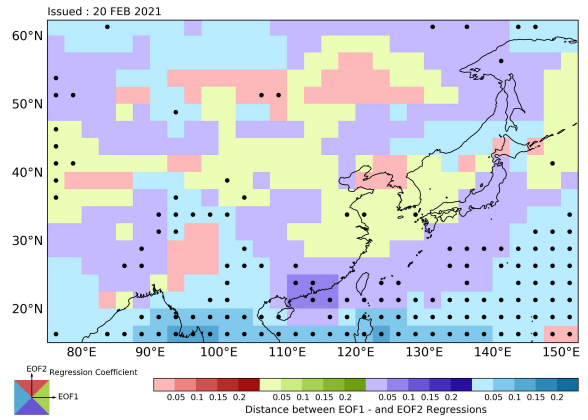 Issued : 20 FEB 2021
60°N
50°N
40°N
30°N
20°N
80°E 90°E 100°E 110°E 120°E 130°E 140°E 150°E
EOF2 Regression Coefficient
EOF1
0.05 0.1 0.15 0.2 0.05 0.1 0.15 0.2 0.05 0.1 0.15 0.2 0.05 0.1 0.15 0.2
Distance between EOF1 - and EOF2 Regressions